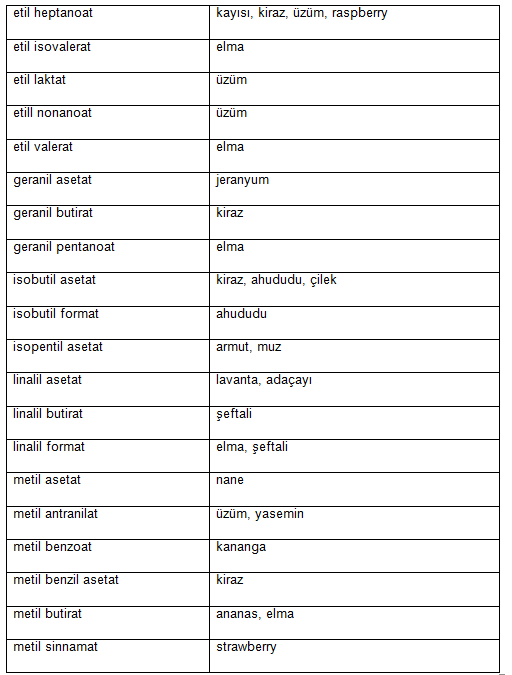 etil heptanoat kayısı, kiraz, üzüm, raspberry
etil isovalerat elma
etil laktat üzüm
etill nonanoat üzüm
etil valerat elma
geranil asetat jeranyum
geranil butirat kiraz
geranil pentanoat elma
isobutil asetat kiraz, ahududu, çilek
isobutil format ahududu
isopentil asetat armut, muz
linalil asetat lavanta, adaçayı
linalil butirat şeftali
linalil format elma, şeftali
metil asetat nane
metil antranilat üzüm, yasemin
metil benzoat kananga
metil benzil asetat kiraz
metil butirat ananas, elma
metil sinnamat strawberry